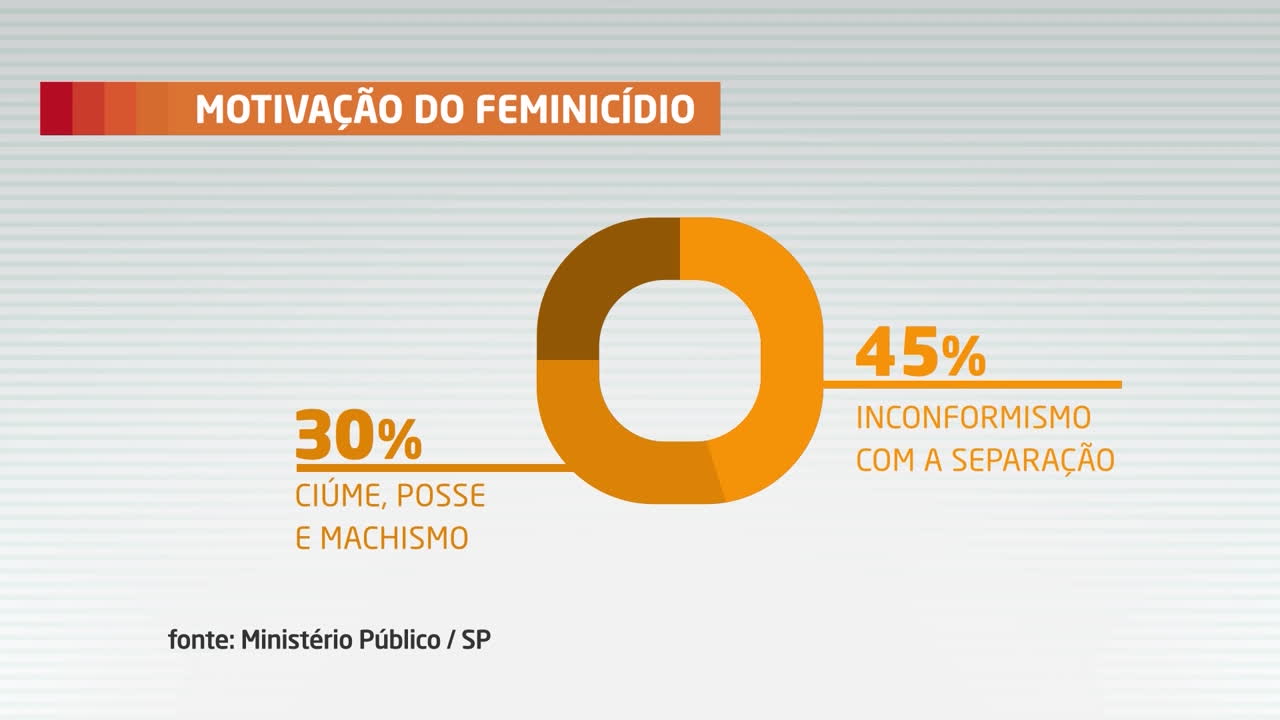 MOTIVAÇÃO DO FEMINICÍDIO
45%
INCONFORMISMO
COM A SEPARAÇÃO
30%
CIÚME, POSSE
E MACHISMO
fonte: Ministério Público / SP